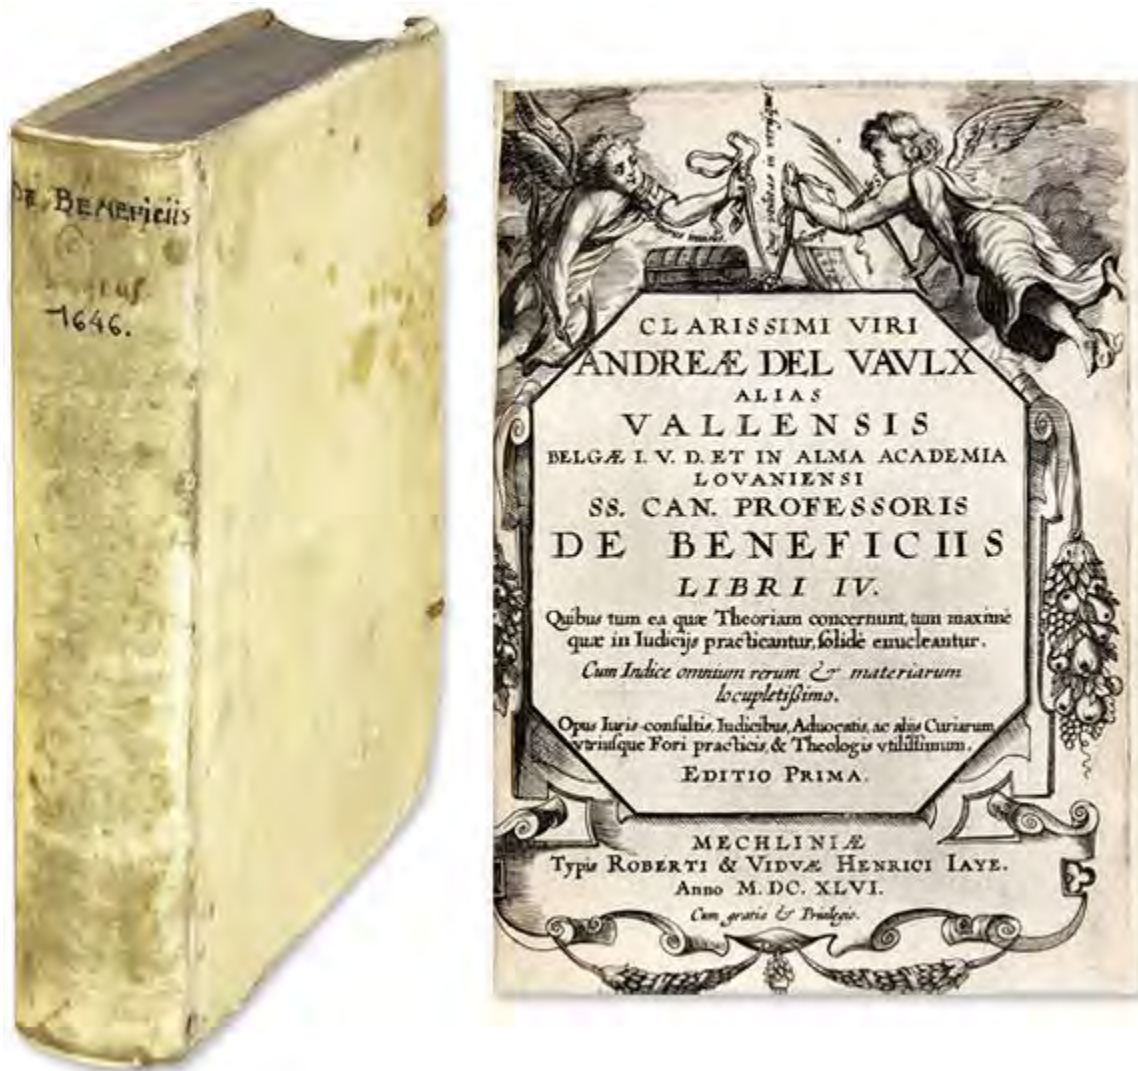 DE BENEFICIIS
1646.
CLARISSIMI VIRI
ANDREÆ DEL VAVLX
ALIAS
VALLENSIS
BELGÆ I. V. D. ET IN ALMA ACADEMIA
LOVANIENSI
SS. CAN. PROFESSORIS
DE BENEFICIIS
LIBRI IV.
Quibus tum ea quæ Theoriam concernunt, tum maximè
quæ in Iudicijs practicantur, ſolidè enucleantur.
Cum Indice omnium rerum & materiarum
locupletißimo.
Opus Iuris-conſultis, Iudicibus, Aduocatis, ac alijs Curiarum
vtriuſque Fori practicis, & Theologis vtiliſſimum.
EDITIO PRIMA.
MECHLINIÆ
Typis ROBERTI & VIDVÆ HENRICI IAYE.
Anno M. DC. XLVI.
Cum gratia & Priuilegio.